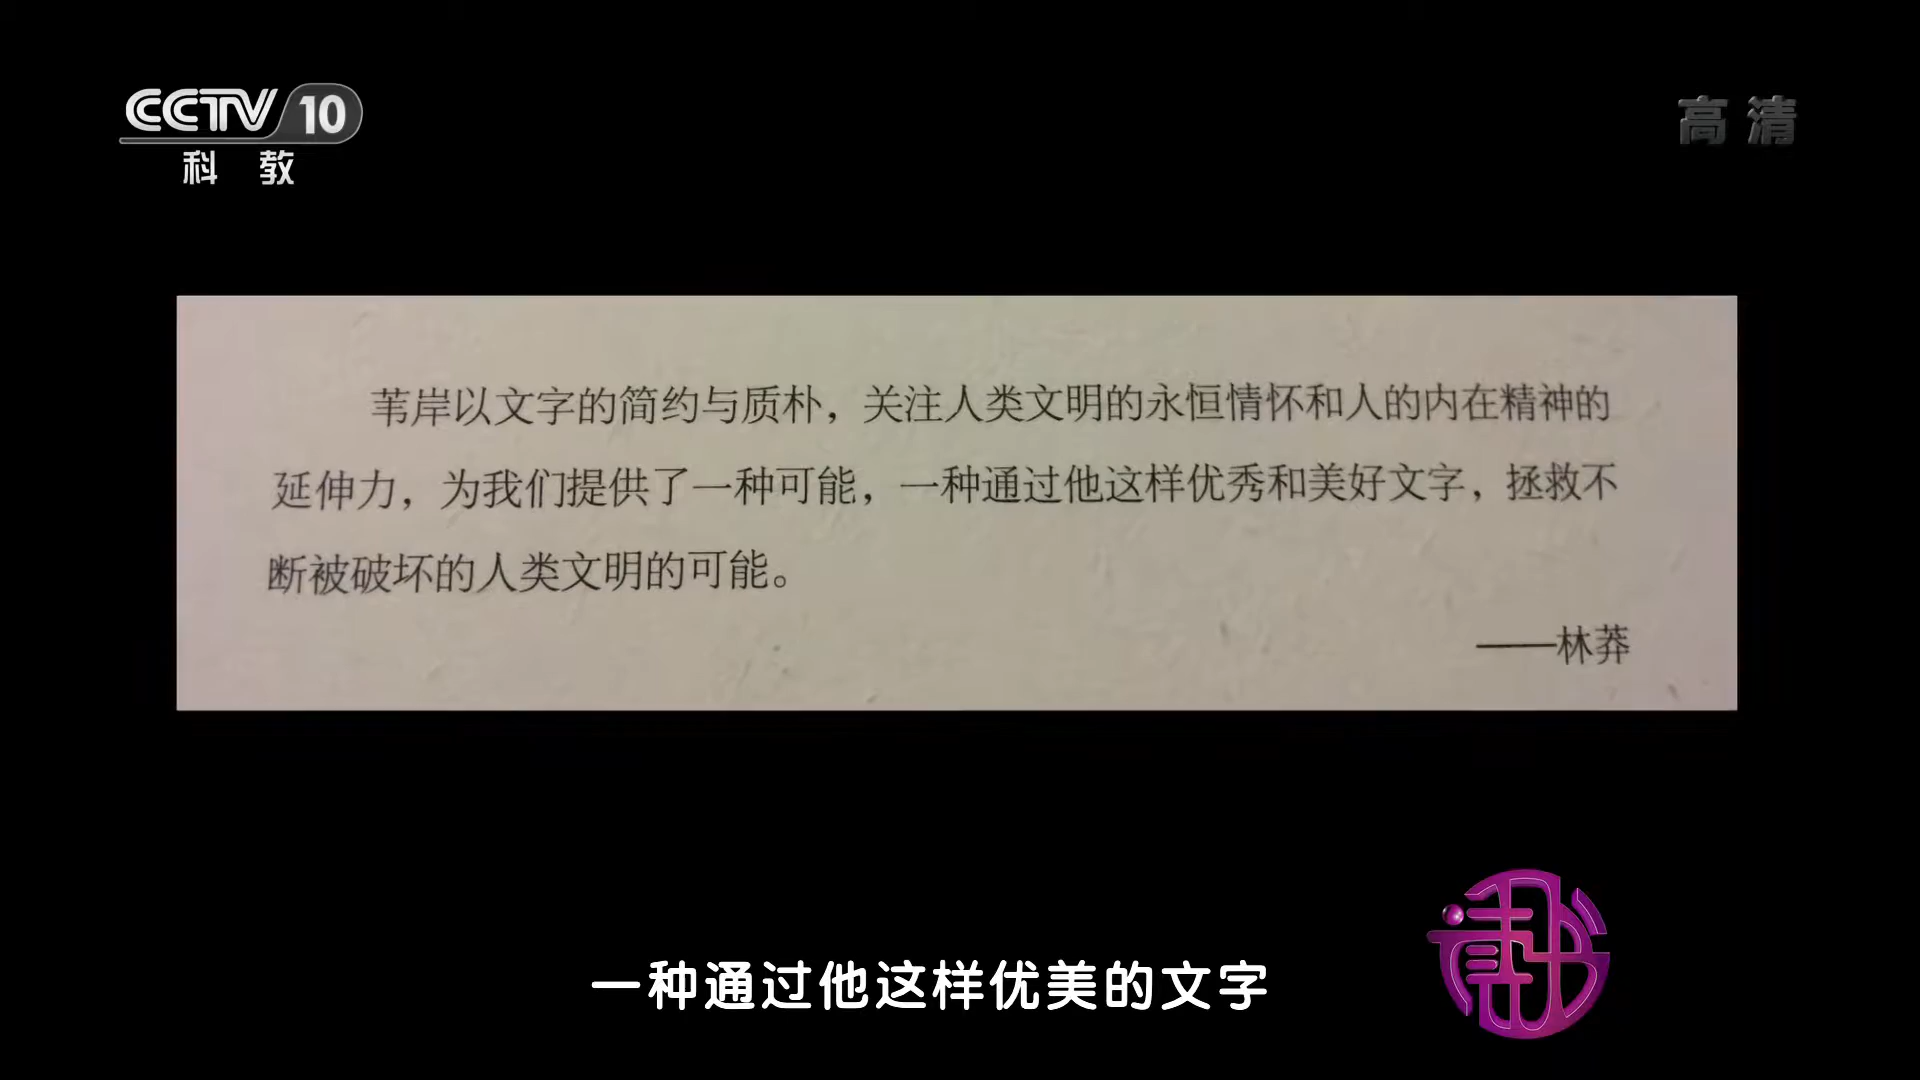 CCTV 10
科 教
高 清
苇岸以文字的简约与质朴，关注人类文明的永恒情怀和人的内在精神的
延伸力，为我们提供了一种可能，一种通过他这样优秀和美好文字，拯救不
断被破坏的人类文明的可能。
——林莽
读书
一种通过他这样优美的文字